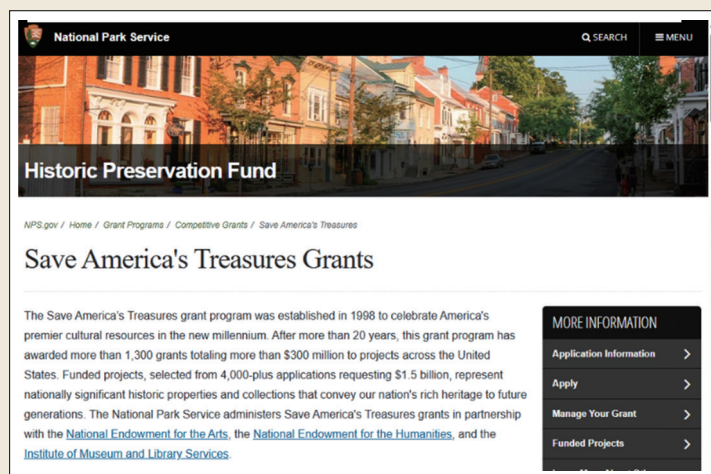 National Park Service
SEARCH
MENU
Historic Preservation Fund
NPS.gov / Home / Grant Programs / Competitive Grants / Save America's Treasures
Save America's Treasures Grants
The Save America's Treasures grant program was established in 1998 to celebrate America's
premier cultural resources in the new millennium. After more than 20 years, this grant program has
awarded more than 1,300 grants totaling more than $300 million to projects across the United
States. Funded projects, selected from 4,000-plus applications requesting $1.5 billion, represent
nationally significant historic properties and collections that convey our nation's rich heritage to future
generations. The National Park Service administers Save America's Treasures grants in partnership
with the National Endowment for the Arts, the National Endowment for the Humanities, and the
Institute of Museum and Library Services.
MORE INFORMATION
Application Information
Apply
Manage Your Grant
Funded Projects